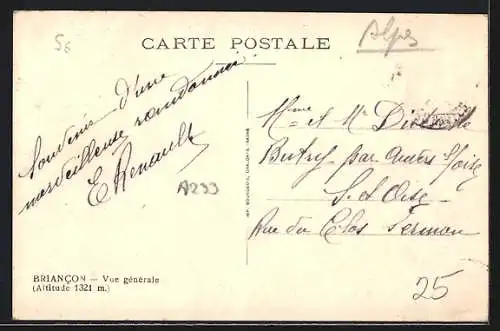 56
Alpes
CARTE POSTALE
Souvenir d'une
merveilleuse randonnée
E Renault
A233
Mme et Mr
Butry par Auvers s/ Oise
S. et Oise
Rue du Clos Ferman
BRIANÇON — Vue générale
(Altitude 1321 m.)
25